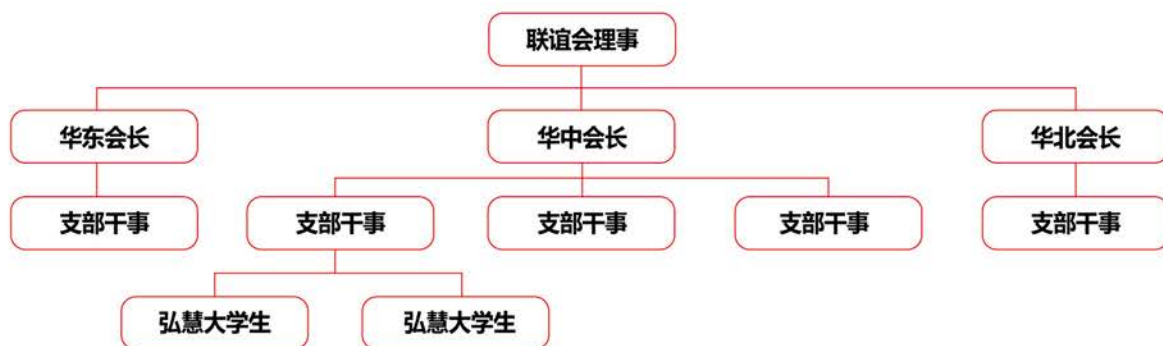 联谊会理事
华东会长
华中会长
华北会长
支部干事
支部干事
支部干事
支部干事
支部干事
弘慧大学生
弘慧大学生